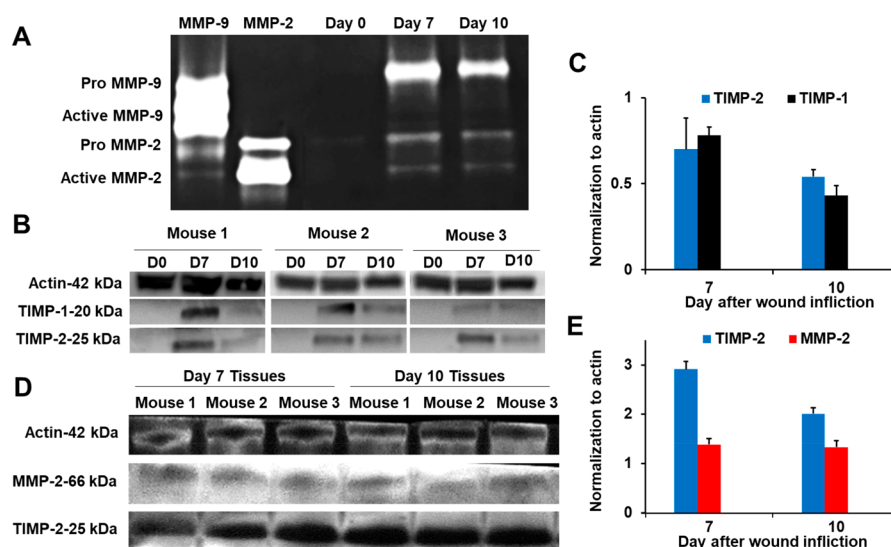 A
MMP-9 MMP-2 Day 0 Day 7 Day 10
Pro MMP-9
Active MMP-9
Pro MMP-2
Active MMP-2
B
Mouse 1 Mouse 2 Mouse 3
D0 D7 D10 D0 D7 D10 D0 D7 D10
Actin-42 kDa
TIMP-1-20 kDa
TIMP-2-25 kDa
C
TIMP-2 TIMP-1
Normalization to actin
1
0.5
0
7 10
Day after wound infliction
D
Day 7 Tissues Day 10 Tissues
Mouse 1 Mouse 2 Mouse 3 Mouse 1 Mouse 2 Mouse 3
Actin-42 kDa
MMP-2-66 kDa
TIMP-2-25 kDa
E
TIMP-2 MMP-2
Normalization to actin
3
2
1
0
7 10
Day after wound infliction